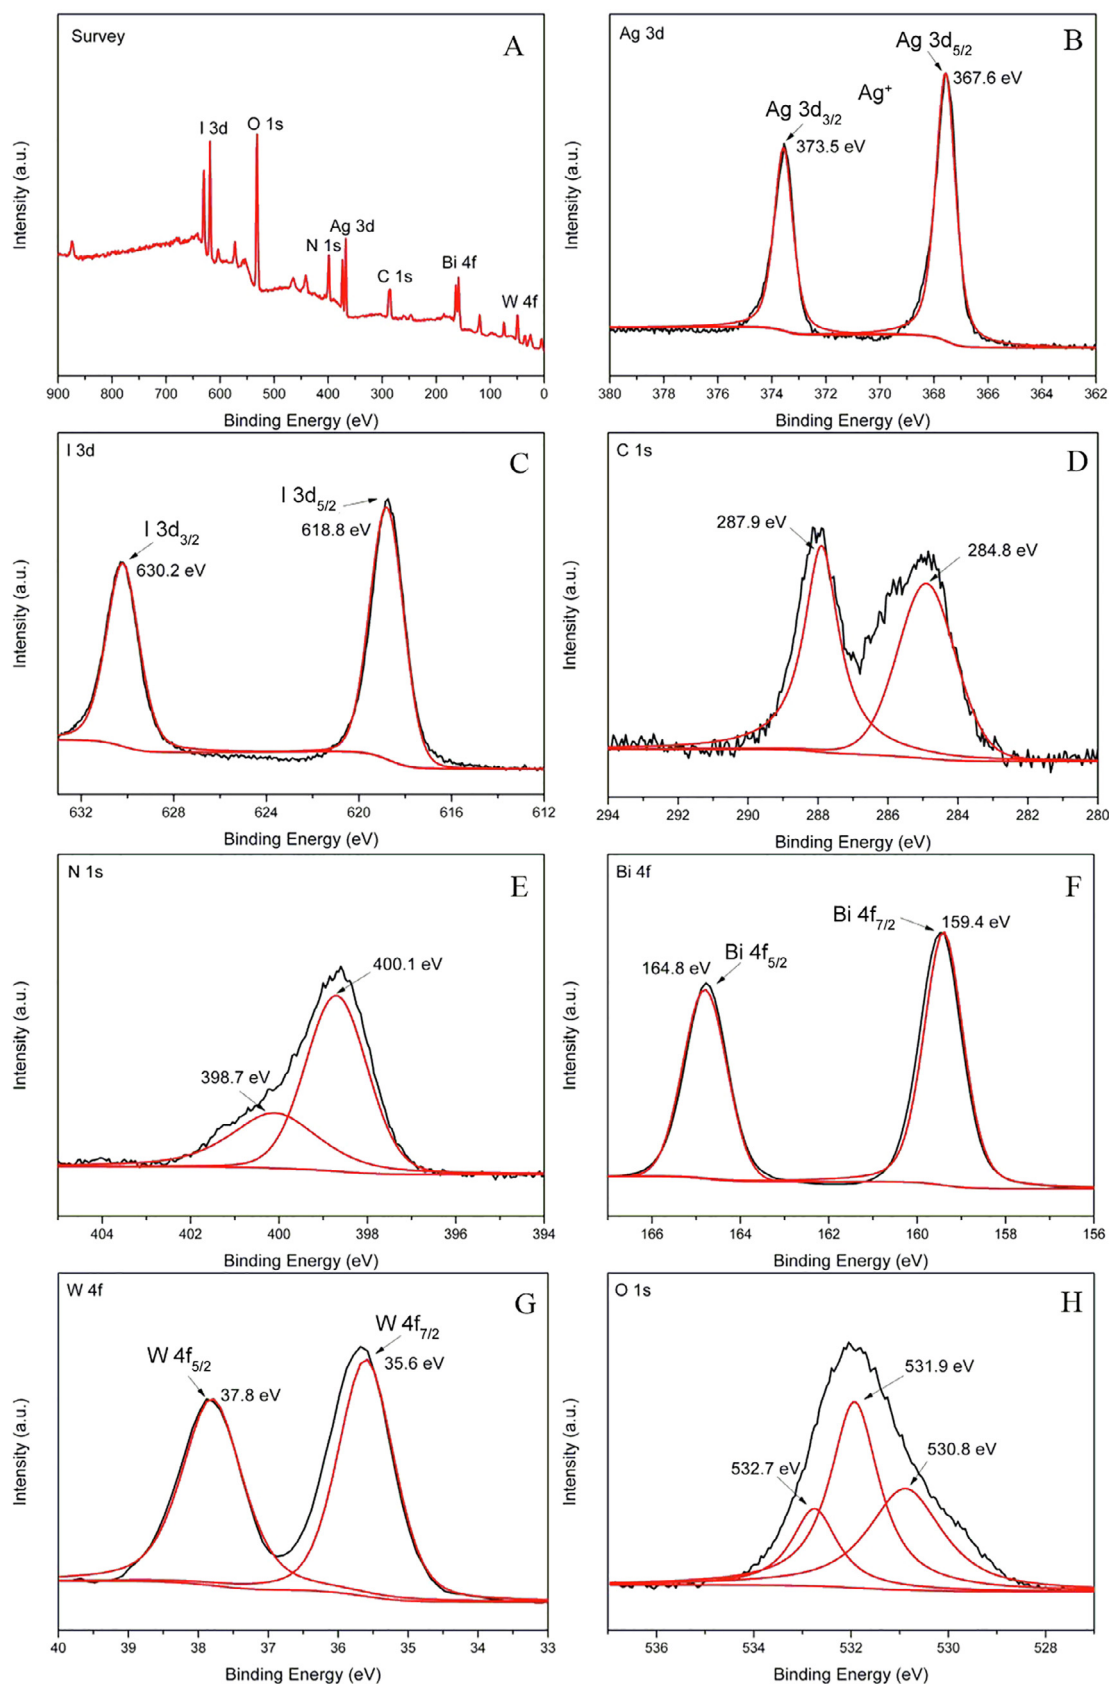 Survey
A
I 3d
O 1s
N 1s
Ag 3d
C 1s
Bi 4f
W 4f
Intensity (a.u.)
900 800 700 600 500 400 300 200 100 0
Binding Energy (eV)
Ag 3d
B
Ag 3d5/2
367.6 eV
Ag+
Ag 3d3/2
373.5 eV
Intensity (a.u.)
380 378 376 374 372 370 368 366 364 362
Binding Energy (eV)
I 3d
C
I 3d5/2
618.8 eV
I 3d3/2
630.2 eV
Intensity (a.u.)
632 628 624 620 616 612
Binding Energy (eV)
C 1s
D
287.9 eV
284.8 eV
Intensity (a.u.)
294 292 290 288 286 284 282 280
Binding Energy (eV)
N 1s
E
400.1 eV
398.7 eV
Intensity (a.u.)
404 402 400 398 396 394
Binding Energy (eV)
Bi 4f
F
Bi 4f7/2
159.4 eV
164.8 eV
Bi 4f5/2
Intensity (a.u.)
166 164 162 160 158 156
Binding Energy (eV)
W 4f
G
W 4f7/2
35.6 eV
W 4f5/2
37.8 eV
Intensity (a.u.)
40 39 38 37 36 35 34 33
Binding Energy (eV)
O 1s
H
531.9 eV
530.8 eV
532.7 eV
Intensity (a.u.)
536 534 532 530 528
Binding Energy (eV)